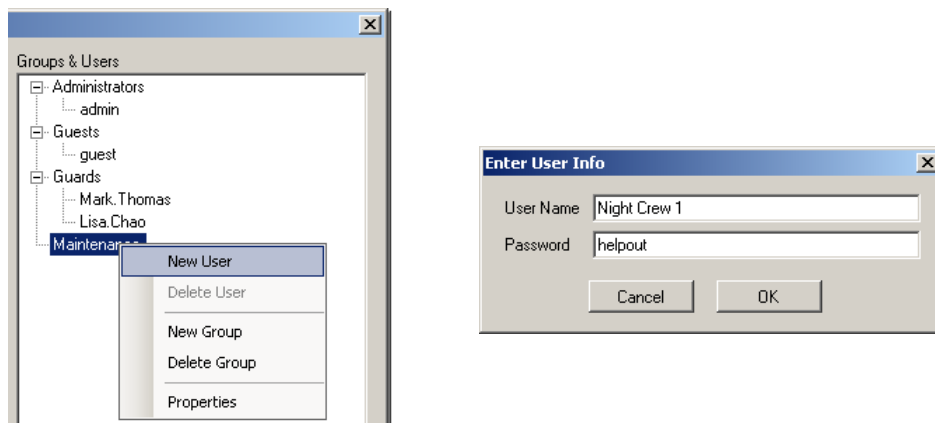 Groups & Users
Administrators
admin
Guests
guest
Guards
Mark.Thomas
Lisa.Chao
Maintenance
New User
Delete User
New Group
Delete Group
Properties
Enter User Info
User Name Night Crew 1
Password helpout
Cancel OK